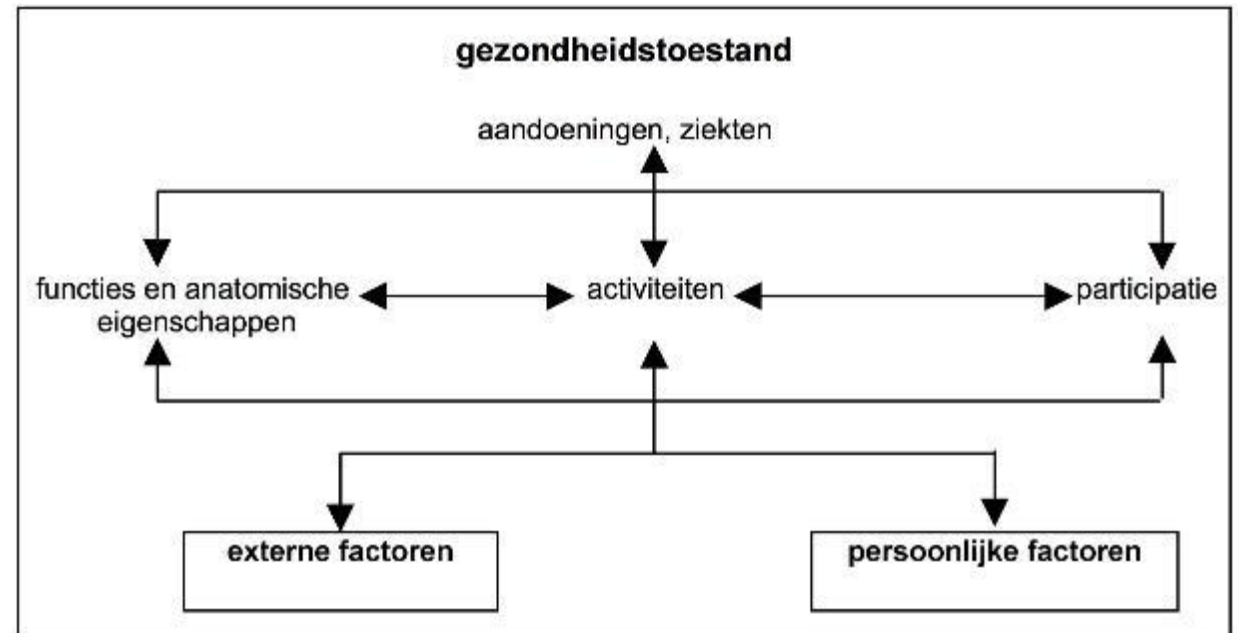 gezondheidstoestand
aandoeningen, ziekten
functies en anatomische
eigenschappen
activiteiten
participatie
externe factoren
persoonlijke factoren